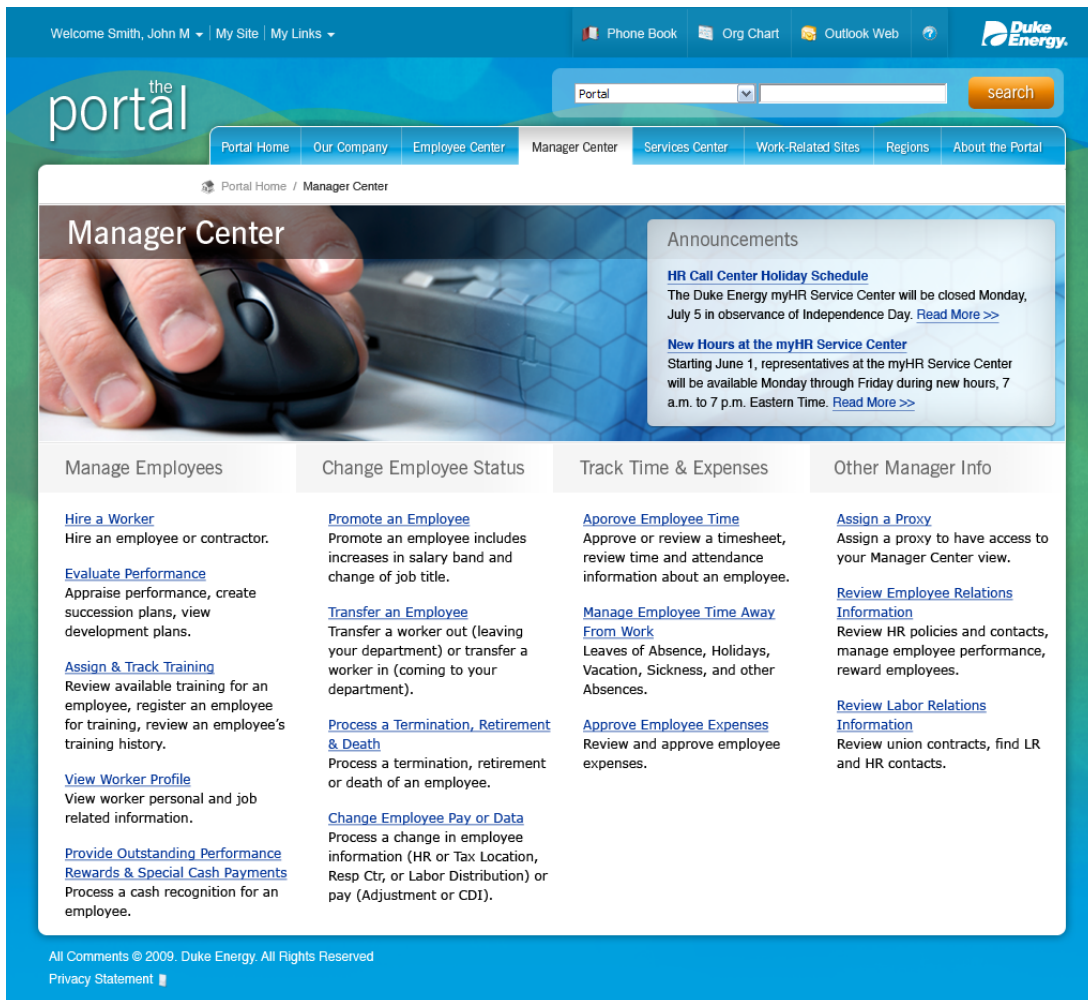 Welcome Smith, John M | My Site | My Links
Phone Book
Org Chart
Outlook Web
?
Duke
Energy.
the
portal
Portal
search
Portal Home
Our Company
Employee Center
Manager Center
Services Center
Work-Related Sites
Regions
About the Portal
Portal Home / Manager Center
Manager Center
Announcements
HR Call Center Holiday Schedule
The Duke Energy myHR Service Center will be closed Monday,
July 5 in observance of Independence Day. Read More >>
New Hours at the myHR Service Center
Starting June 1, representatives at the myHR Service Center
will be available Monday through Friday during new hours, 7
a.m. to 7 p.m. Eastern Time. Read More >>
Manage Employees
Hire a Worker
Hire an employee or contractor.
Evaluate Performance
Appraise performance, create
succession plans, view
development plans.
Assign & Track Training
Review available training for an
employee, register an employee
for training, review an employee's
training history.
View Worker Profile
View worker personal and job
related information.
Provide Outstanding Performance
Rewards & Special Cash Payments
Process a cash recognition for an
employee.
Change Employee Status
Promote an Employee
Promote an employee includes
increases in salary band and
change of job title.
Transfer an Employee
Transfer a worker out (leaving
your department) or transfer a
worker in (coming to your
department).
Process a Termination, Retirement
& Death
Process a termination, retirement
or death of an employee.
Change Employee Pay or Data
Process a change in employee
information (HR or Tax Location,
Resp Ctr, or Labor Distribution) or
pay (Adjustment or CDI).
Track Time & Expenses
Aporove Employee Time
Approve or review a timesheet,
review time and attendance
information about an employee.
Manage Employee Time Away
From Work
Leaves of Absence, Holidays,
Vacation, Sickness, and other
Absences.
Approve Employee Expenses
Review and approve employee
expenses.
Other Manager Info
Assign a Proxy
Assign a proxy to have access to
your Manager Center view.
Review Employee Relations
Information
Review HR policies and contacts,
manage employee performance,
reward employees.
Review Labor Relations
Information
Review union contracts, find LR
and HR contacts.
All Comments © 2009. Duke Energy. All Rights Reserved
Privacy Statement